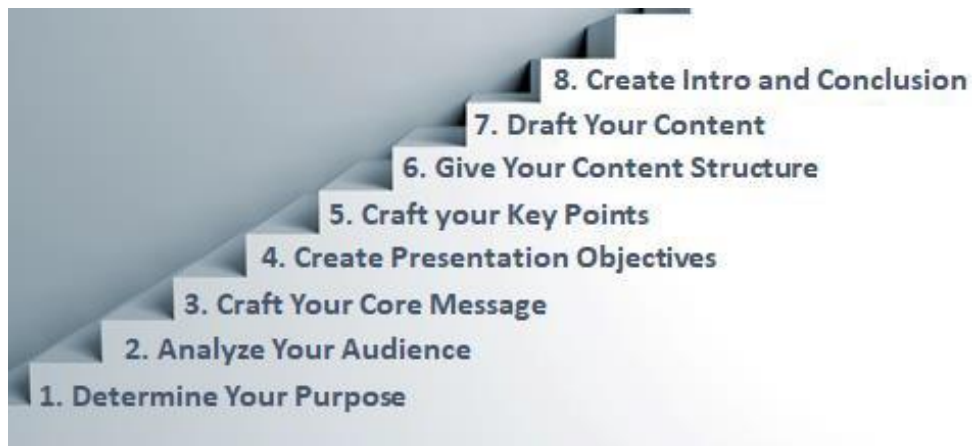 8. Create Intro and Conclusion
7. Draft Your Content
6. Give Your Content Structure
5. Craft your Key Points
4. Create Presentation Objectives
3. Craft Your Core Message
2. Analyze Your Audience
1. Determine Your Purpose